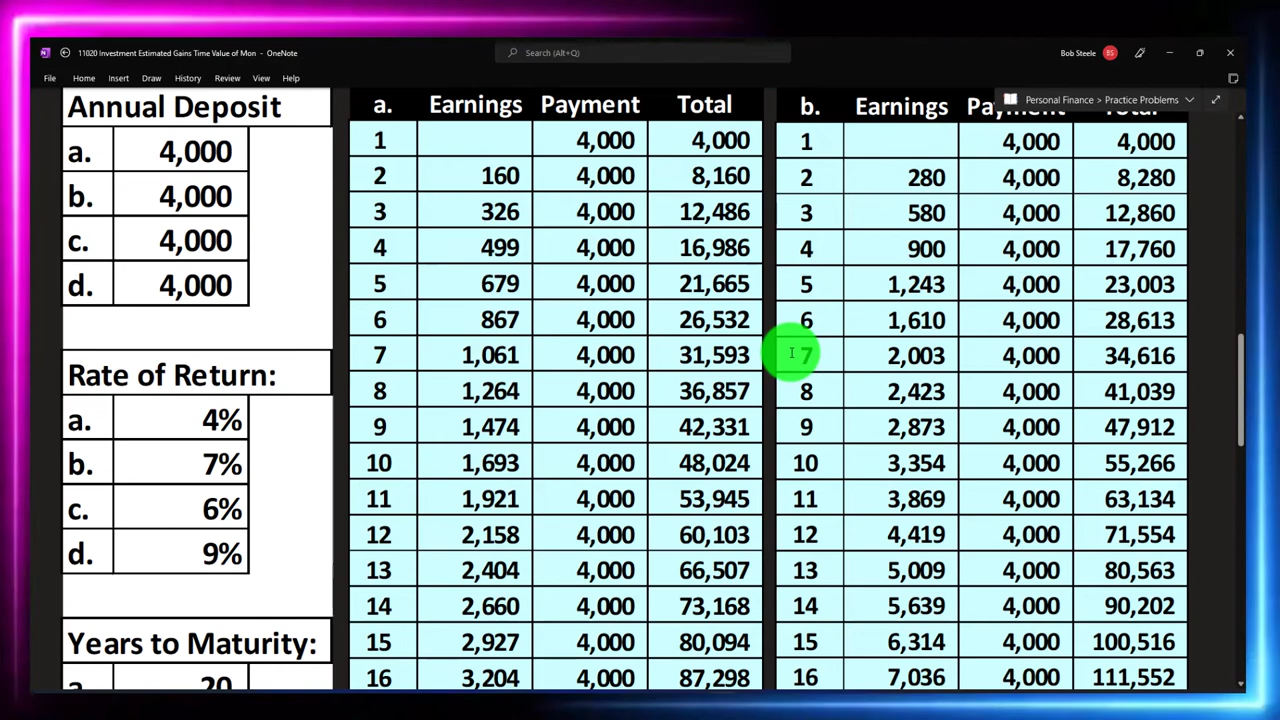 11020 Investment Estimated Gains Time Value of Mon - OneNote
Search (Alt+Q)
Bob Steele BS
File Home Insert Draw History Review View Help
Personal Finance > Practice Problems
Annual Deposit
a. 4,000
b. 4,000
c. 4,000
d. 4,000
Rate of Return:
a. 4%
b. 7%
c. 6%
d. 9%
Years to Maturity:
a 20
a. Earnings Payment Total
1 4,000 4,000
2 160 4,000 8,160
3 326 4,000 12,486
4 499 4,000 16,986
5 679 4,000 21,665
6 867 4,000 26,532
7 1,061 4,000 31,593
8 1,264 4,000 36,857
9 1,474 4,000 42,331
10 1,693 4,000 48,024
11 1,921 4,000 53,945
12 2,158 4,000 60,103
13 2,404 4,000 66,507
14 2,660 4,000 73,168
15 2,927 4,000 80,094
16 3,204 4,000 87,298
b. Earnings Payment Total
1 4,000 4,000
2 280 4,000 8,280
3 580 4,000 12,860
4 900 4,000 17,760
5 1,243 4,000 23,003
6 1,610 4,000 28,613
7 2,003 4,000 34,616
8 2,423 4,000 41,039
9 2,873 4,000 47,912
10 3,354 4,000 55,266
11 3,869 4,000 63,134
12 4,419 4,000 71,554
13 5,009 4,000 80,563
14 5,639 4,000 90,202
15 6,314 4,000 100,516
16 7,036 4,000 111,552